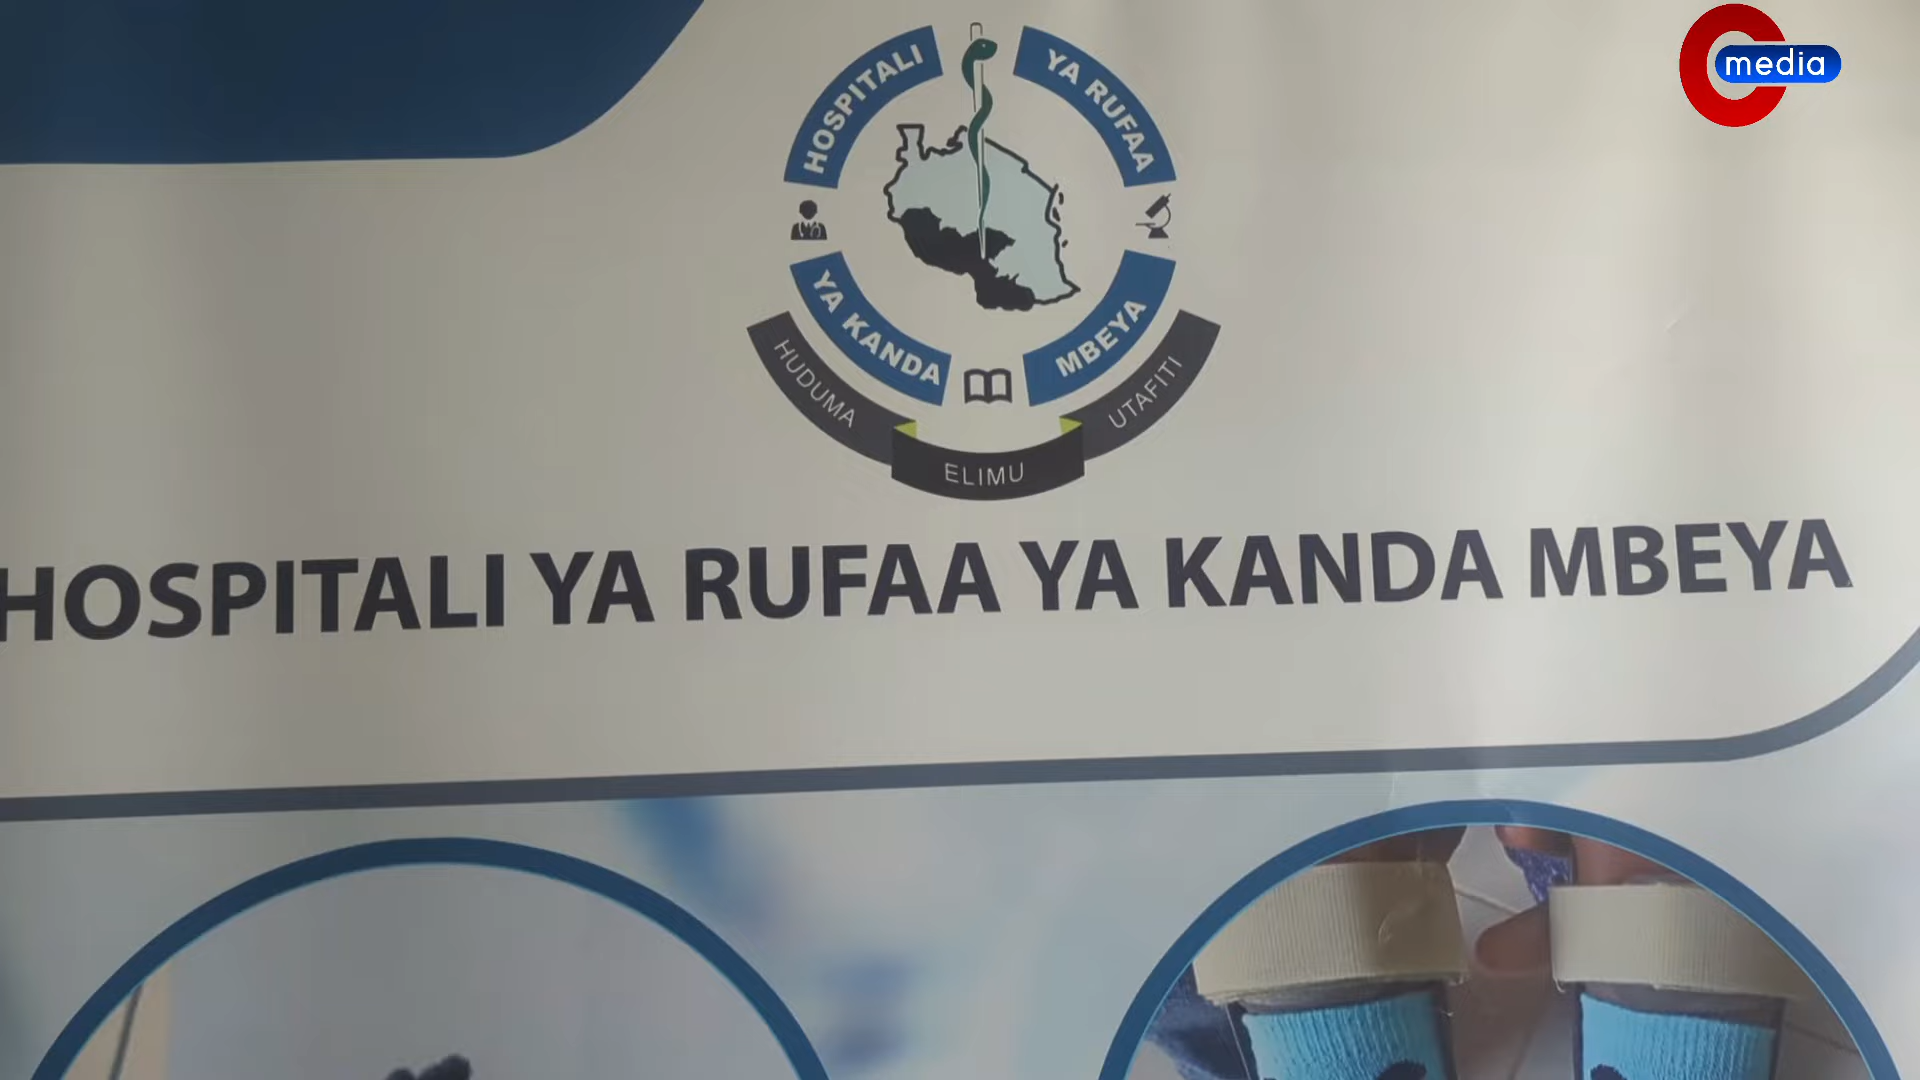 HOSPITALI YA RUFAA
YA KANDA MBEYA
HUDUMA ELIMU UTAFITI
HOSPITALI YA RUFAA YA KANDA MBEYA
C media